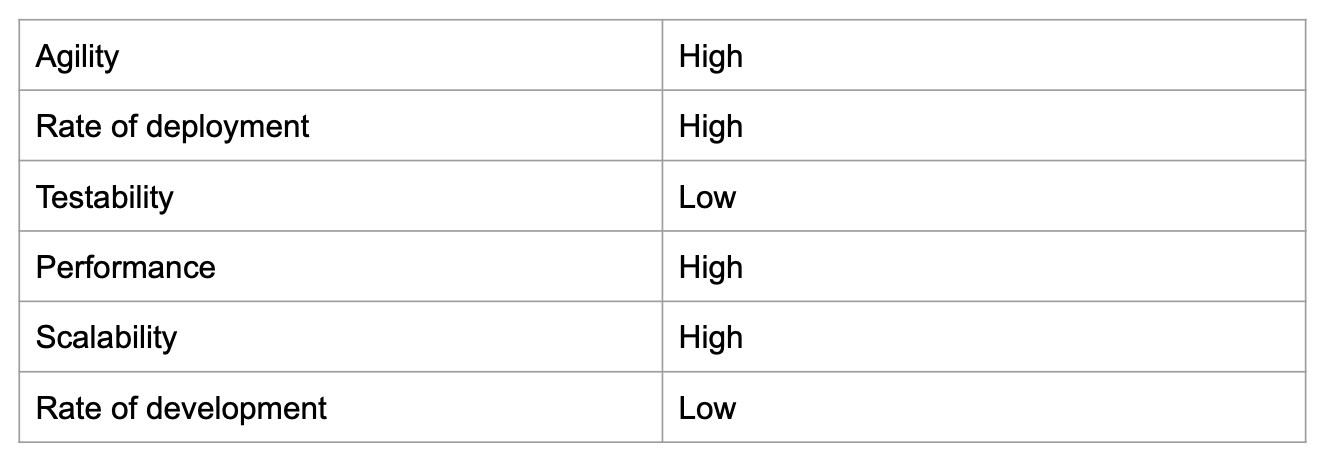 Agility High
Rate of deployment High
Testability Low
Performance High
Scalability High
Rate of development Low